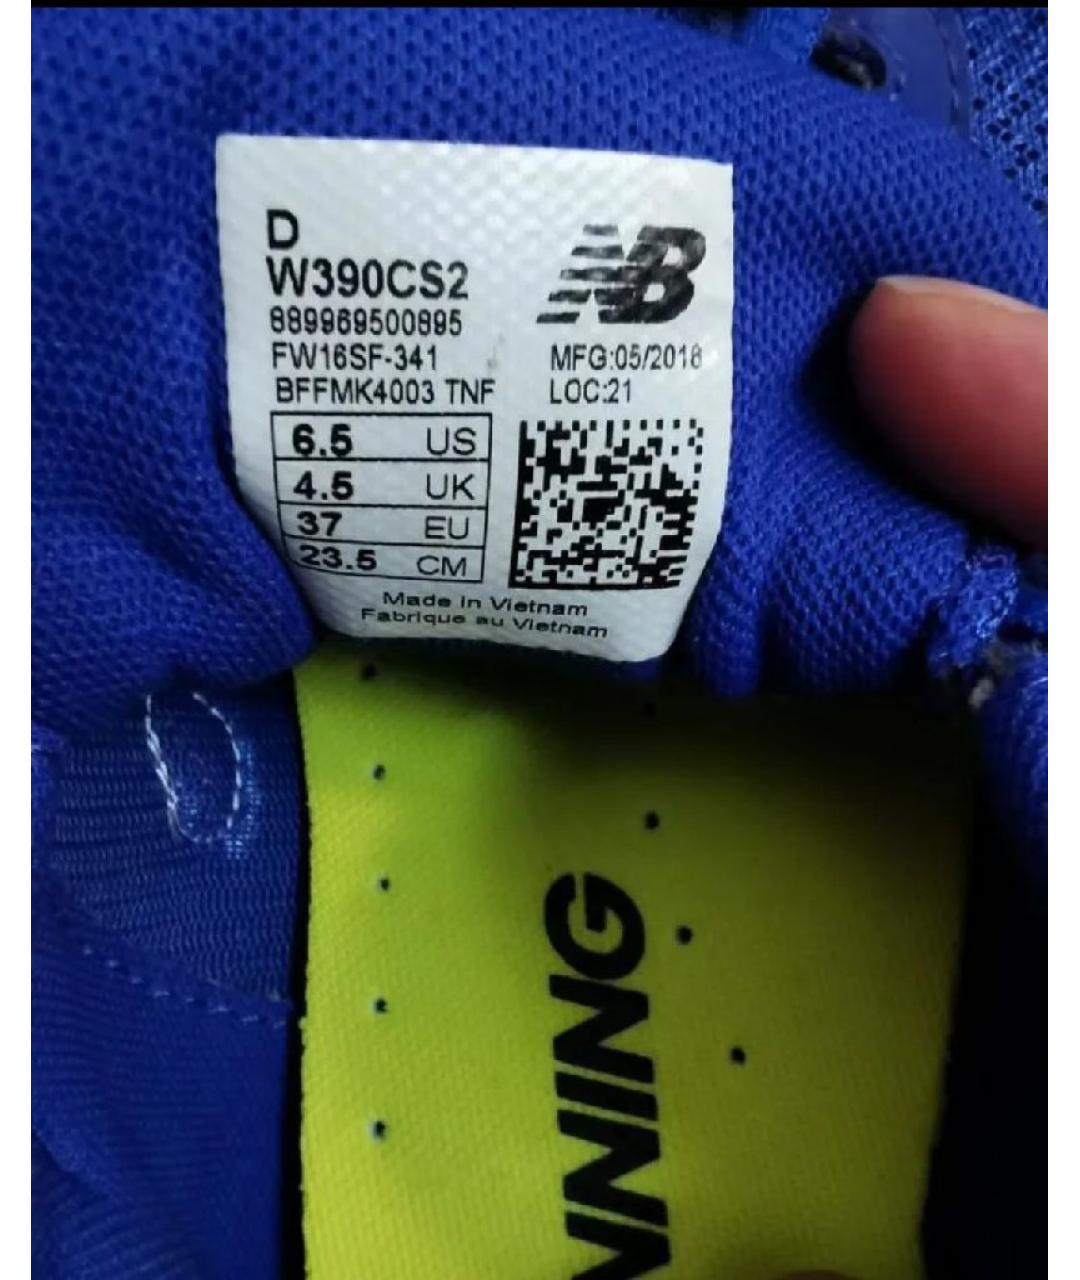 D
W390CS2
NB
889969500895
FW16SF-341
MFG:05/2018
BFFMK4003 TNF
LOC:21
6.5 US
4.5 UK
37 EU
23.5 CM
Made in Vietnam
Fabrique au Vietnam
NNING